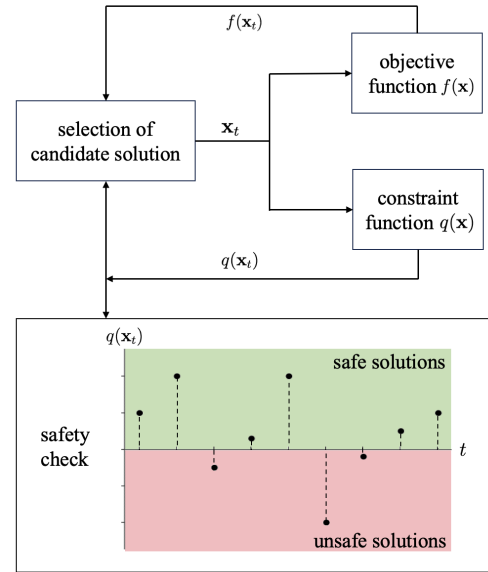 f(x_t)
objective
function f(x)
selection of
candidate solution
x_t
constraint
function q(x)
q(x_t)
q(x_t)
safe solutions
safety
check
t
unsafe solutions